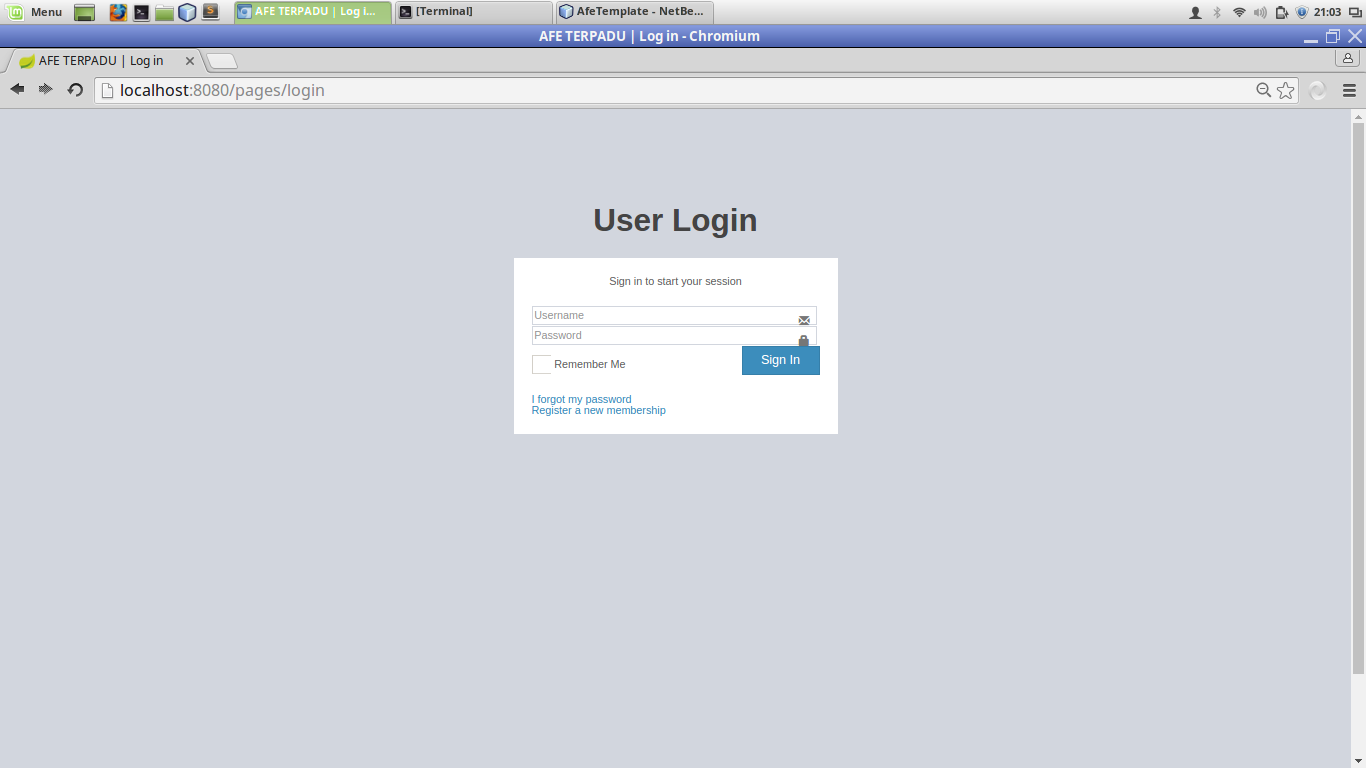 Menu
AFE TERPADU | Log i...
[Terminal]
AfeTemplate - NetBe...
21:03
AFE TERPADU | Log in - Chromium
AFE TERPADU | Log in
localhost:8080/pages/login
User Login
Sign in to start your session
Username
Password
Remember Me
Sign In
I forgot my password
Register a new membership